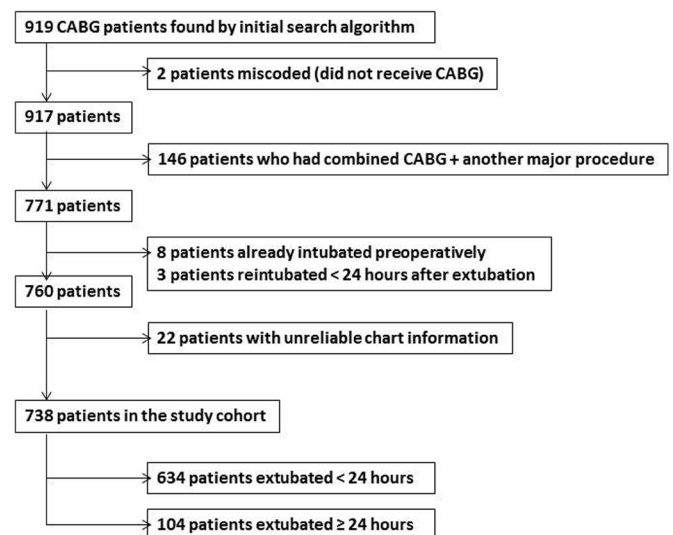 919 CABG patients found by initial search algorithm
2 patients miscoded (did not receive CABG)
917 patients
146 patients who had combined CABG + another major procedure
771 patients
8 patients already intubated preoperatively
3 patients reintubated < 24 hours after extubation
760 patients
22 patients with unreliable chart information
738 patients in the study cohort
634 patients extubated < 24 hours
104 patients extubated ≥ 24 hours